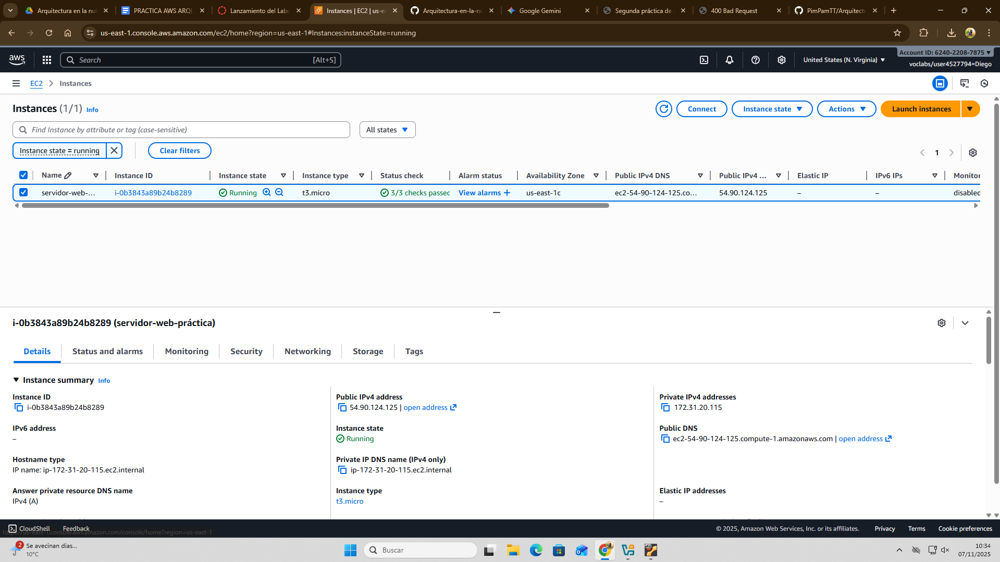 Arquitectura en la nu
PRACTICA AWS ARQU
Lanzamiento del Labo
Instances | EC2 | us-ea
Arquitectura-en-la-nu
Google Gemini
Segunda práctica de
400 Bad Request
PimPamTT/Arquitectu
us-east-1.console.aws.amazon.com/ec2/home?region=us-east-1#Instances:instanceState=running
aws
Search
[Alt+S]
United States (N. Virginia)
Account ID: 6240-2208-7875
voclabs/user4527794=Diego
EC2
Instances
Instances (1/1) Info
Connect
Instance state
Actions
Launch instances
Find Instance by attribute or tag (case-sensitive)
All states
Instance state = running
Clear filters
1
Name
Instance ID
Instance state
Instance type
Status check
Alarm status
Availability Zone
Public IPv4 DNS
Public IPv4 ...
Elastic IP
IPv6 IPs
Monitor
servidor-web-...
i-0b3843a89b24b8289
Running
t3.micro
3/3 checks passed
View alarms +
us-east-1c
ec2-54-90-124-125.co...
54.90.124.125
–
–
disabled
i-0b3843a89b24b8289 (servidor-web-práctica)
Details
Status and alarms
Monitoring
Security
Networking
Storage
Tags
Instance summary Info
Instance ID
i-0b3843a89b24b8289
Public IPv4 address
54.90.124.125 | open address
Private IPv4 addresses
172.31.20.115
IPv6 address
–
Instance state
Running
Public DNS
ec2-54-90-124-125.compute-1.amazonaws.com | open address
Hostname type
IP name: ip-172-31-20-115.ec2.internal
Private IP DNS name (IPv4 only)
ip-172-31-20-115.ec2.internal
Answer private resource DNS name
IPv4 (A)
Instance type
t3.micro
Elastic IP addresses
–
CloudShell
Feedback
© 2025, Amazon Web Services, Inc. or its affiliates.
Privacy
Terms
Cookie preferences
https://us-east-1.console.aws.amazon.com/console/home?region=us-east-1
2
Se avecinan días...
10°C
Buscar
10:34
07/11/2025